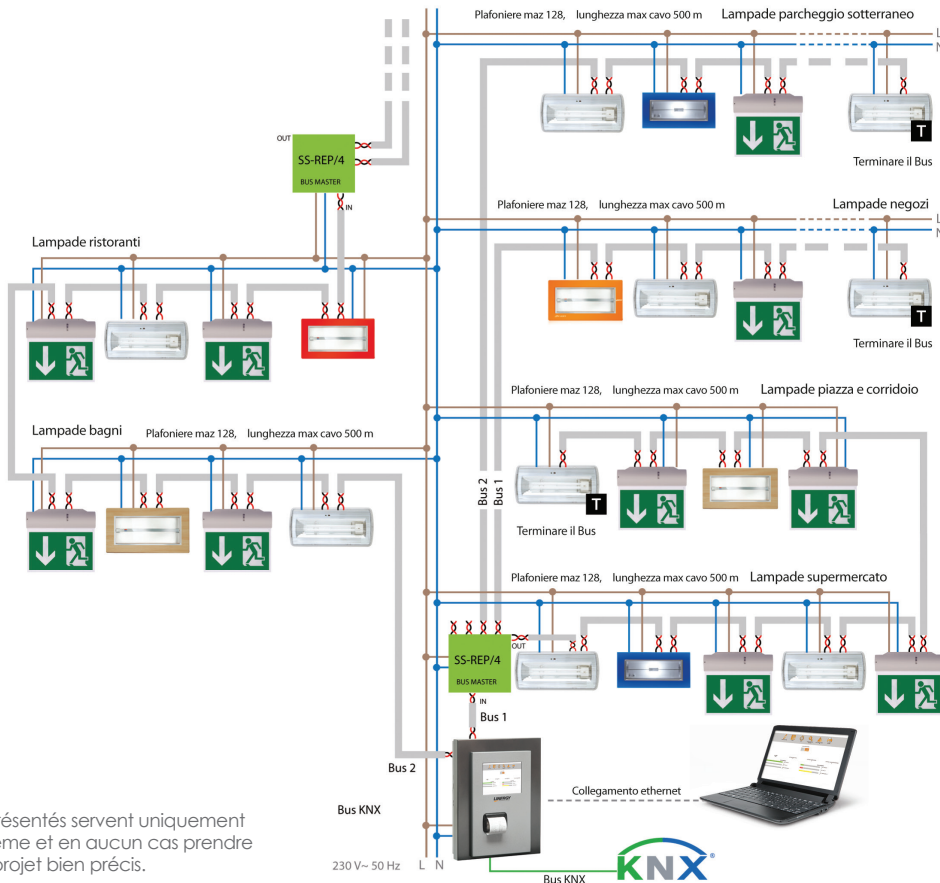 Plafoniere maz 128, lunghezza max cavo 500 m Lampade parcheggio sotterraneo
L
N
T
Terminare il Bus
OUT
SS-REP/4
BUS MASTER
IN
Plafoniere maz 128, lunghezza max cavo 500 m Lampade negozi
L
N
T
Terminare il Bus
Lampade ristoranti
Plafoniere maz 128, lunghezza max cavo 500 m Lampade piazza e corridoio
T
Terminare il Bus
Lampade bagni Plafoniere maz 128, lunghezza max cavo 500 m
Bus 2
Bus 1
Plafoniere maz 128, lunghezza max cavo 500 m Lampade supermercato
OUT
SS-REP/4
BUS MASTER
IN
Bus 1
Bus 2
LINERGY
Collegamento ethernet
Bus KNX
résentés servent uniquement
ème et en aucun cas prendre
projet bien précis.
230 V~ 50 Hz L N
Bus KNX
KNX®